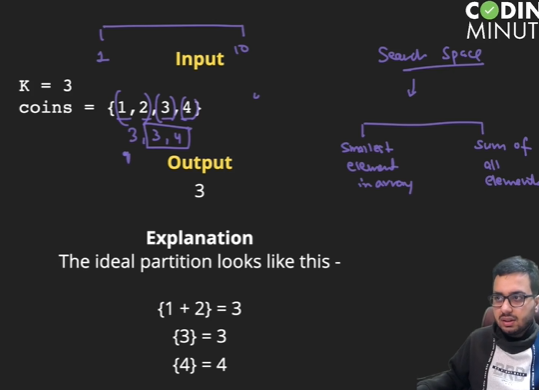 CODIN
MINUT
1
10
Input
Search Space
K = 3
coins = {1,2,3,4}
3, 3, 4
Smallest
element
in array
sum of
all
element
Output
3
Explanation
The ideal partition looks like this -
{1 + 2} = 3
{3} = 3
{4} = 4